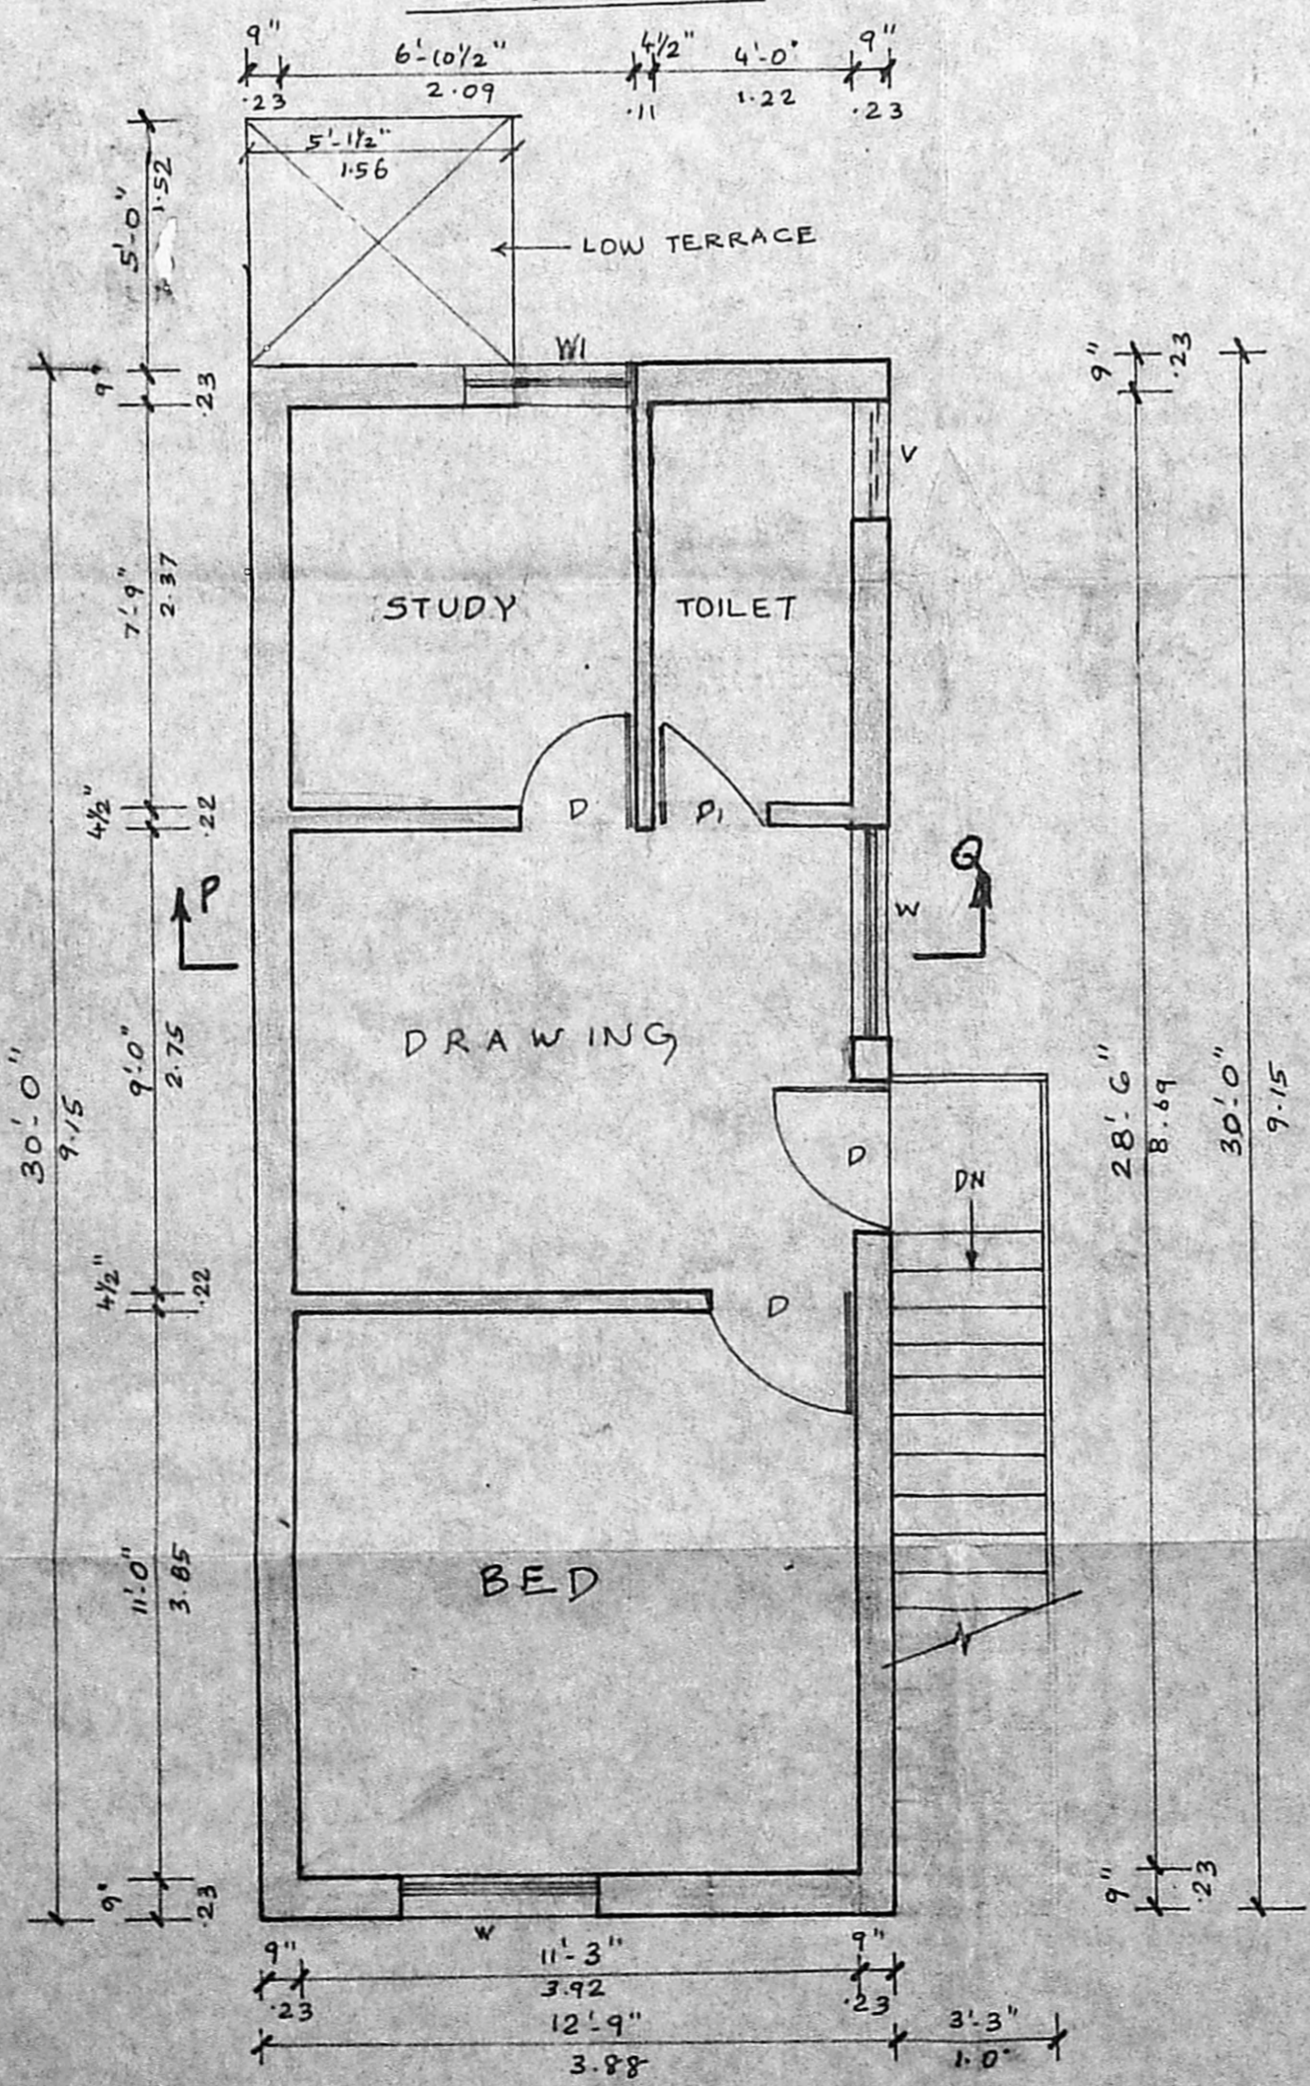 9" 6'-10½" 4½" 4'-0" 9"
.23 2.09 .11 1.22 .23
5'-1½"
1.56
5'-0"
1.52
LOW TERRACE
W1
9"
.23
9"
.23
V
7'-9"
2.37
STUDY
TOILET
4½"
.22
D
D1
P
Q
W
DRAWING
9'-0"
2.75
30'-0"
9.15
28'-6"
8.69
30'-0"
9.15
D
DN
4½"
.22
D
11'-0"
3.85
BED
9"
.23
9"
.23
W
9" 11'-3" 9"
.23 3.92 .23
12'-9" 3'-3"
3.88 1.0